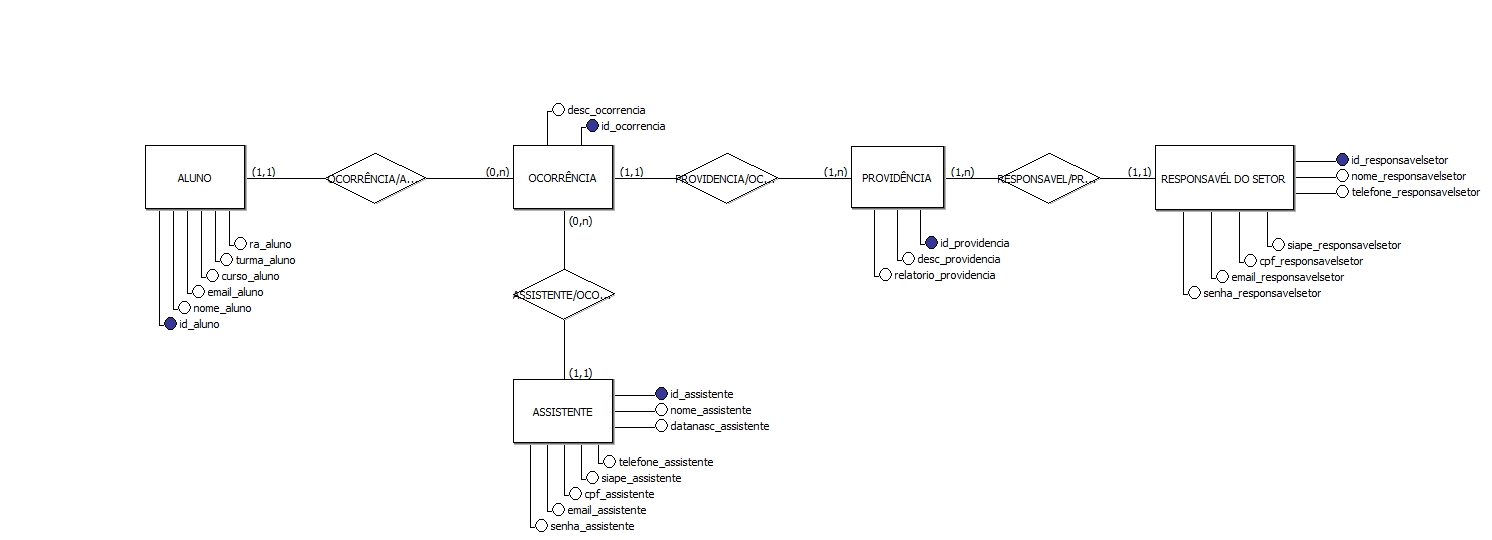 desc_ocorrencia
id_ocorrencia
ALUNO
(1,1)
OCORRÊNCIA/A...
(0,n)
OCORRÊNCIA
(1,1)
PROVIDENCIA/OC...
(1,n)
PROVIDÊNCIA
(1,n)
RESPONSAVEL/PR...
(1,1)
RESPONSAVÉL DO SETOR
id_responsavelsetor
nome_responsavelsetor
telefone_responsavelsetor
(0,n)
ra_aluno
turma_aluno
curso_aluno
email_aluno
nome_aluno
id_aluno
id_providencia
desc_providencia
relatorio_providencia
siape_responsavelsetor
cpf_responsavelsetor
email_responsavelsetor
senha_responsavelsetor
ASSISTENTE/OCO...
(1,1)
ASSISTENTE
id_assistente
nome_assistente
datanasc_assistente
telefone_assistente
siape_assistente
cpf_assistente
email_assistente
senha_assistente